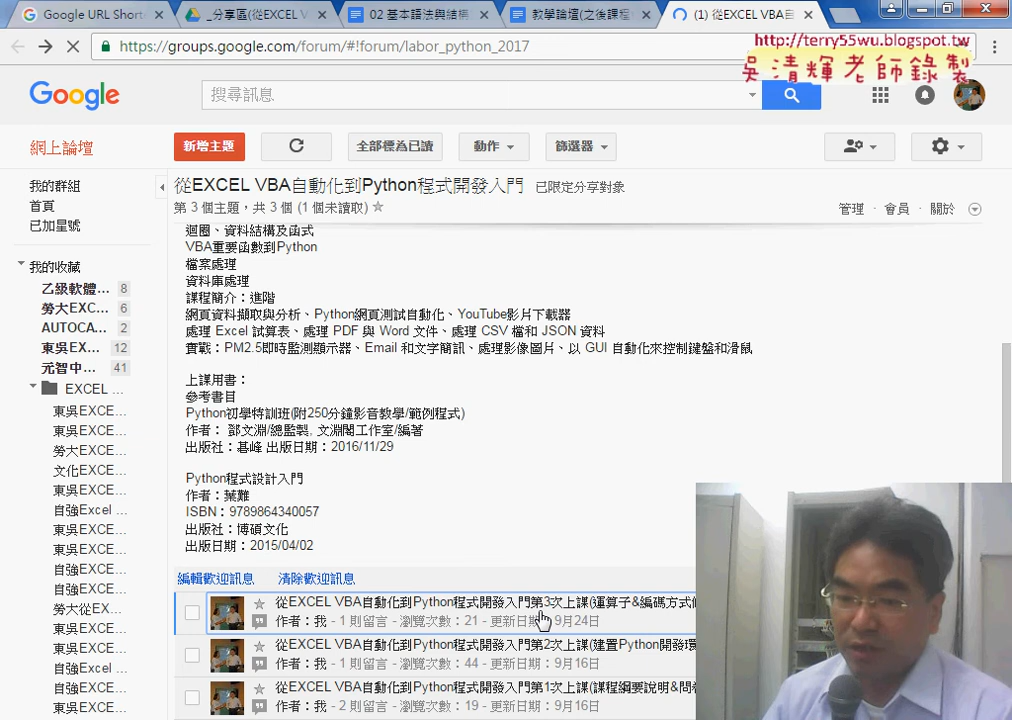 Google URL Short
_分享區(從EXCEL V
02 基本語法與結構
教學論壇(之後課程
(1) 從EXCEL VBA自
https://groups.google.com/forum/#!forum/labor_python_2017
http://terry55wu.blogspot.tw
吳清輝老師錄製
Google
搜尋訊息
網上論壇
新增主題
全部標為已讀
動作
篩選器
我的群組
首頁
已加星號
從EXCEL VBA自動化到Python程式開發入門 已限定分享對象
第 3 個主題，共 3 個 (1 個未讀取)
管理 · 會員 · 關於
我的收藏
乙級軟體... 8
勞大EXC... 6
AUTOCA... 2
東吳EX... 12
元智中... 41
EXCEL ...
東吳EXCE...
東吳EXCE...
勞大EXCE...
文化EXCE...
東吳EXCE...
自強Excel ...
東吳EXCE...
東吳EXCE...
自強EXCE...
自強EXCE...
勞大從EX...
東吳EXCE...
東吳EXCE...
自強Excel ...
東吳EXCE...
東吳EXCE...
迴圈、資料結構及函式
VBA重要函數到Python
檔案處理
資料庫處理
課程簡介：進階
網頁資料擷取與分析、Python網頁測試自動化、YouTube影片下載器
處理 Excel 試算表、處理 PDF 與 Word 文件、處理 CSV 檔和 JSON 資料
實戰：PM2.5即時監測顯示器、Email 和文字簡訊、處理影像圖片、以 GUI 自動化來控制鍵盤和滑鼠
上課用書：
參考書目
Python初學特訓班(附250分鐘影音教學/範例程式)
作者： 鄧文淵/總監製, 文淵閣工作室/編著
出版社：碁峰 出版日期：2016/11/29
Python程式設計入門
作者：葉難
ISBN：9789864340057
出版社：博碩文化
出版日期：2015/04/02
編輯歡迎訊息 清除歡迎訊息
從EXCEL VBA自動化到Python程式開發入門第3次上課(運算子&編碼方式
作者：我 - 1 則留言 - 瀏覽次數：21 - 更新日期：9月24日
從EXCEL VBA自動化到Python程式開發入門第2次上課(建置Python開發環
作者：我 - 1 則留言 - 瀏覽次數：44 - 更新日期：9月16日
從EXCEL VBA自動化到Python程式開發入門第1次上課(課程綱要說明&問
作者：我 - 2 則留言 - 瀏覽次數：19 - 更新日期：9月16日